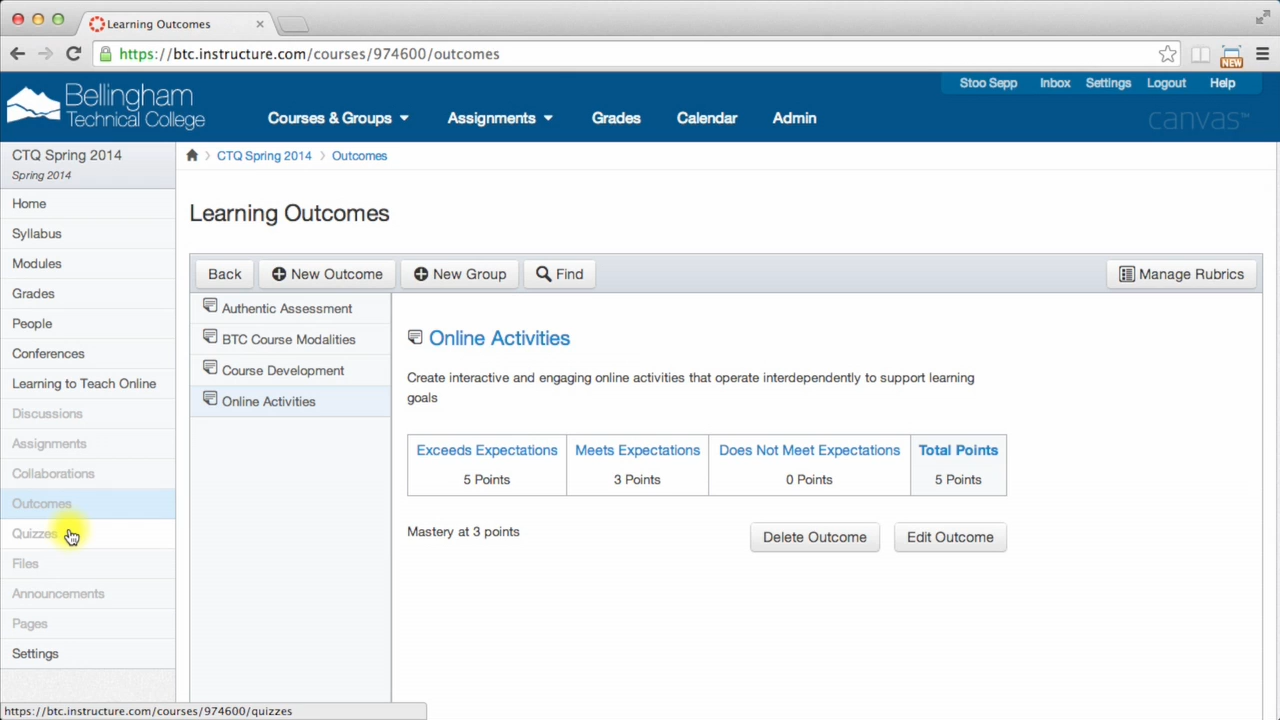 Learning Outcomes
https://btc.instructure.com/courses/974600/outcomes
NEW
Bellingham
Technical College
Courses & Groups
Assignments
Grades
Calendar
Admin
Stoo Sepp
Inbox
Settings
Logout
Help
canvas™
CTQ Spring 2014
Spring 2014
Home
Syllabus
Modules
Grades
People
Conferences
Learning to Teach Online
Discussions
Assignments
Collaborations
Outcomes
Quizzes
Files
Announcements
Pages
Settings
CTQ Spring 2014
Outcomes
Learning Outcomes
Back
New Outcome
New Group
Find
Manage Rubrics
Authentic Assessment
BTC Course Modalities
Course Development
Online Activities
Online Activities
Create interactive and engaging online activities that operate interdependently to support learning
goals
Exceeds Expectations Meets Expectations Does Not Meet Expectations Total Points
5 Points 3 Points 0 Points 5 Points
Mastery at 3 points
Delete Outcome
Edit Outcome
https://btc.instructure.com/courses/974600/quizzes